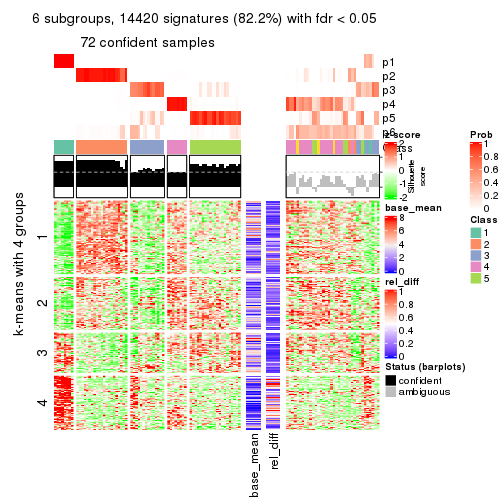 6 subgroups, 14420 signatures (82.2%) with fdr < 0.05
72 confident samples
p1
p2
p3
p4
p5
p6
z-score
2
1
0
-1
-2
Silhouette
score
Prob
1
0.8
0.6
0.4
0.2
0
base_mean
8
6
4
2
0
Class
1
2
3
4
5
rel_diff
1
0.8
0.6
0.4
0.2
0
Status (barplots)
confident
ambiguous
k-means with 4 groups
1
2
3
4
base_mean
rel_diff